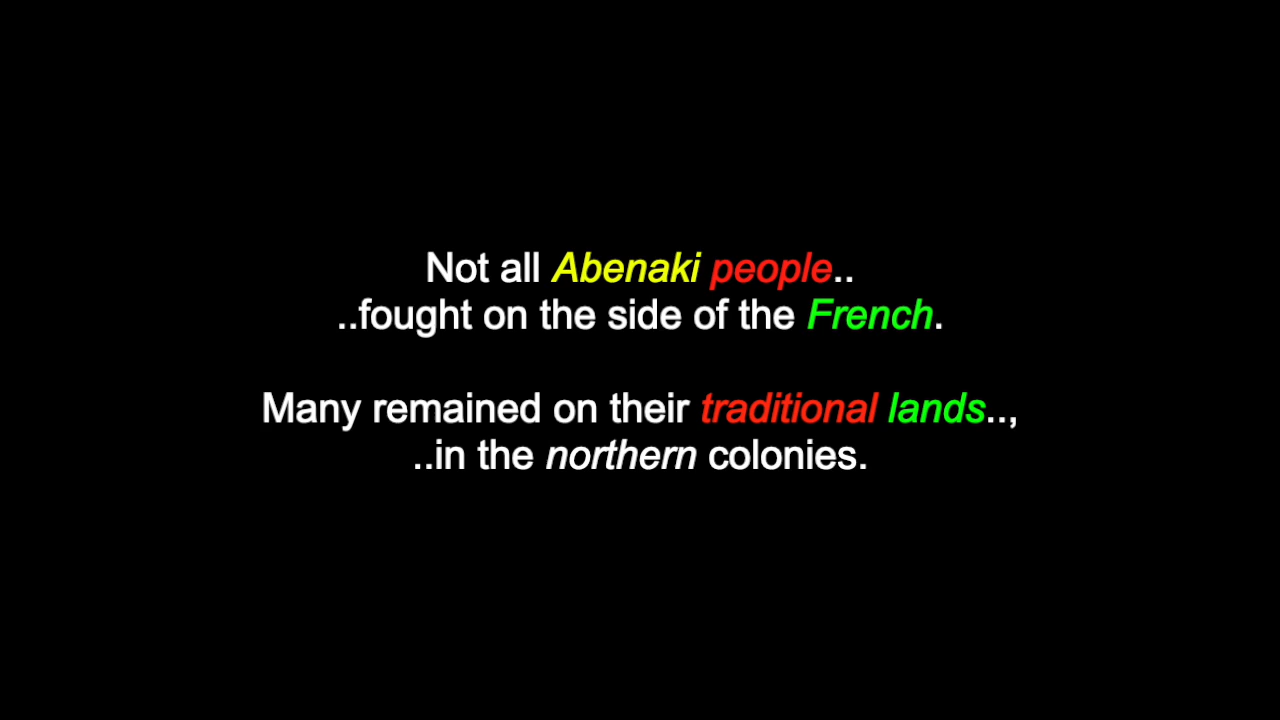 Not all Abenaki people..
..fought on the side of the French.
Many remained on their traditional lands..,
..in the northern colonies.